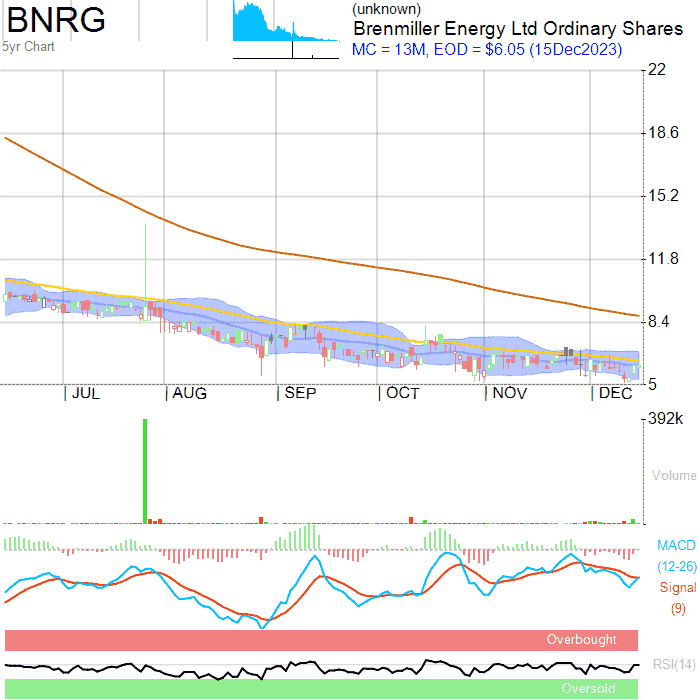 BNRG
5yr Chart
(unknown)
Brenmiller Energy Ltd Ordinary Shares
MC = 13M, EOD = $6.05 (15Dec2023)
22
18.6
15.2
11.8
8.4
5
JUL AUG SEP OCT NOV DEC
392k
Volume
MACD
(12-26)
Signal
(9)
Overbought
RSI(14)
Oversold